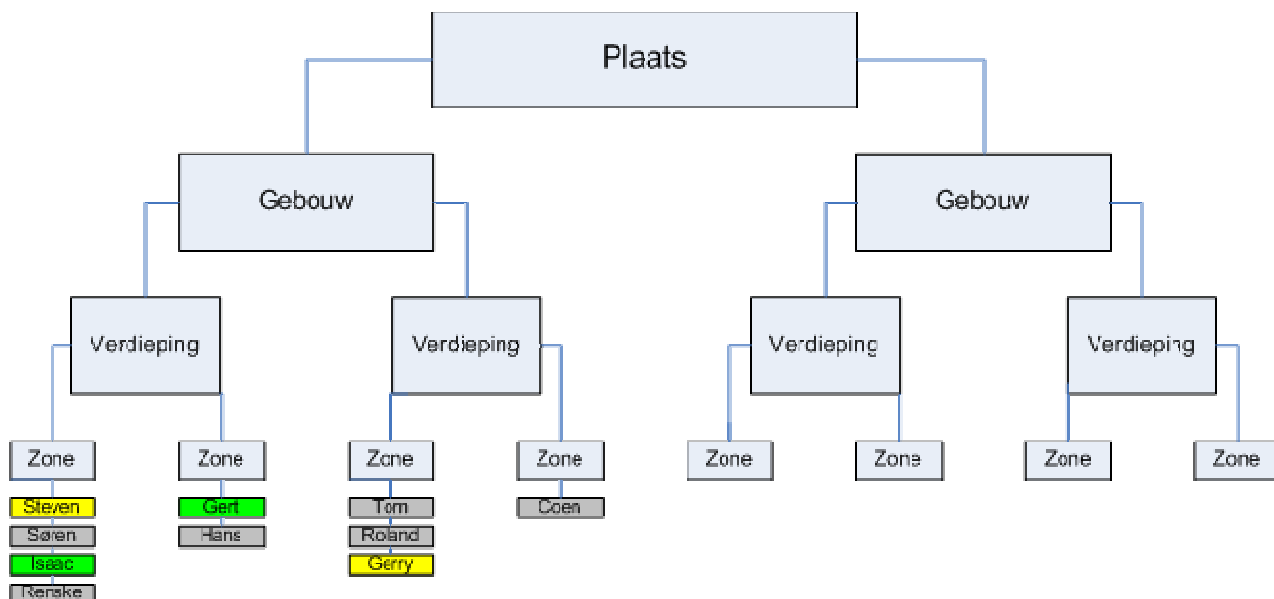 Plaats
Gebouw Gebouw
Verdieping Verdieping Verdieping Verdieping
Zone Zone Zone Zone Zone Zone Zone Zone
Steven Gert Tom Coen
Søren Hans Roland
Isaac Gerry
Renske